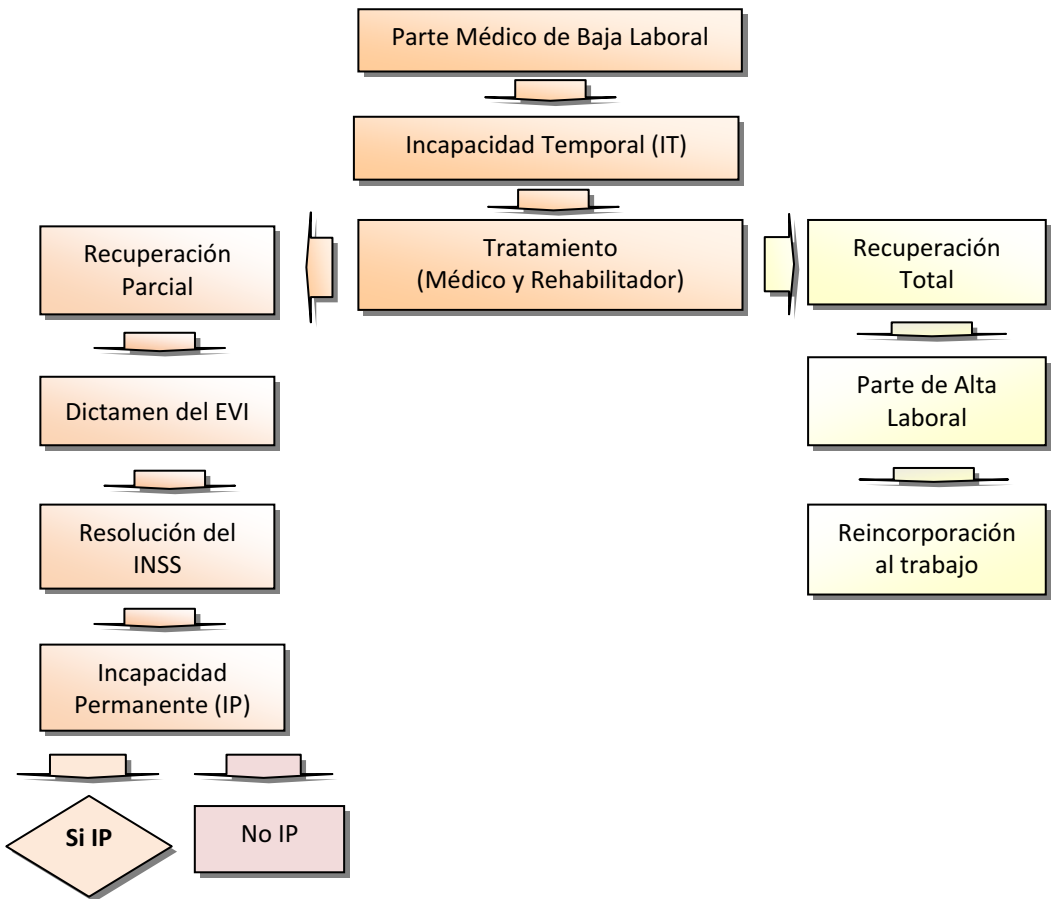 Parte Médico de Baja Laboral
Incapacidad Temporal (IT)
Tratamiento
(Médico y Rehabilitador)
Recuperación
Parcial
Dictamen del EVI
Resolución del
INSS
Incapacidad
Permanente (IP)
Si IP
No IP
Recuperación
Total
Parte de Alta
Laboral
Reincorporación
al trabajo